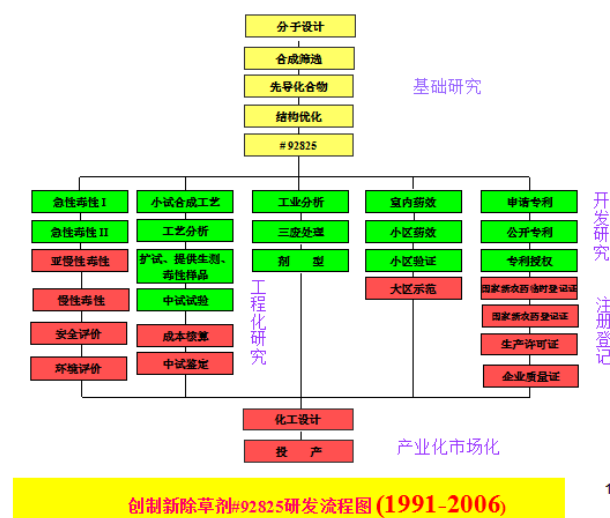 分子设计
合成筛选
先导化合物
结构优化
#92825
基础研究
急性毒性 I
急性毒性 II
亚慢性毒性
慢性毒性
安全评价
环境评价
小试合成工艺
工艺分析
扩试、提供生测、
毒性样品
中试试验
成本核算
中试鉴定
工程化研究
工业分析
三废处理
剂 型
室内药效
小区药效
小区验证
大区示范
申请专利
公开专利
专利授权
国家新农药临时登记证
国家新农药登记证
生产许可证
企业质量证
开发研究
注册登记
化工设计
投 产
产业化市场化
创制新除草剂#92825研发流程图(1991-2006)
1